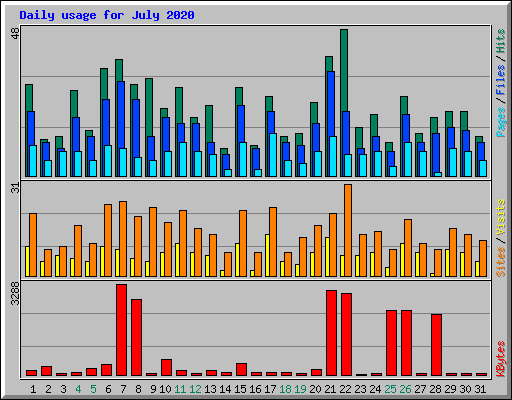 Daily usage for July 2020
48
Pages / Files / Hits
31
Sites / Visits
3288
KBytes
1 2 3 4 5 6 7 8 9 10 11 12 13 14 15 16 17 18 19 20 21 22 23 24 25 26 27 28 29 30 31